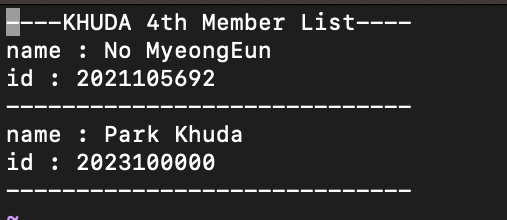 ----KHUDA 4th Member List----
name : No MyeongEun
id : 2021105692
-----------------------------
name : Park Khuda
id : 2023100000
-----------------------------
~